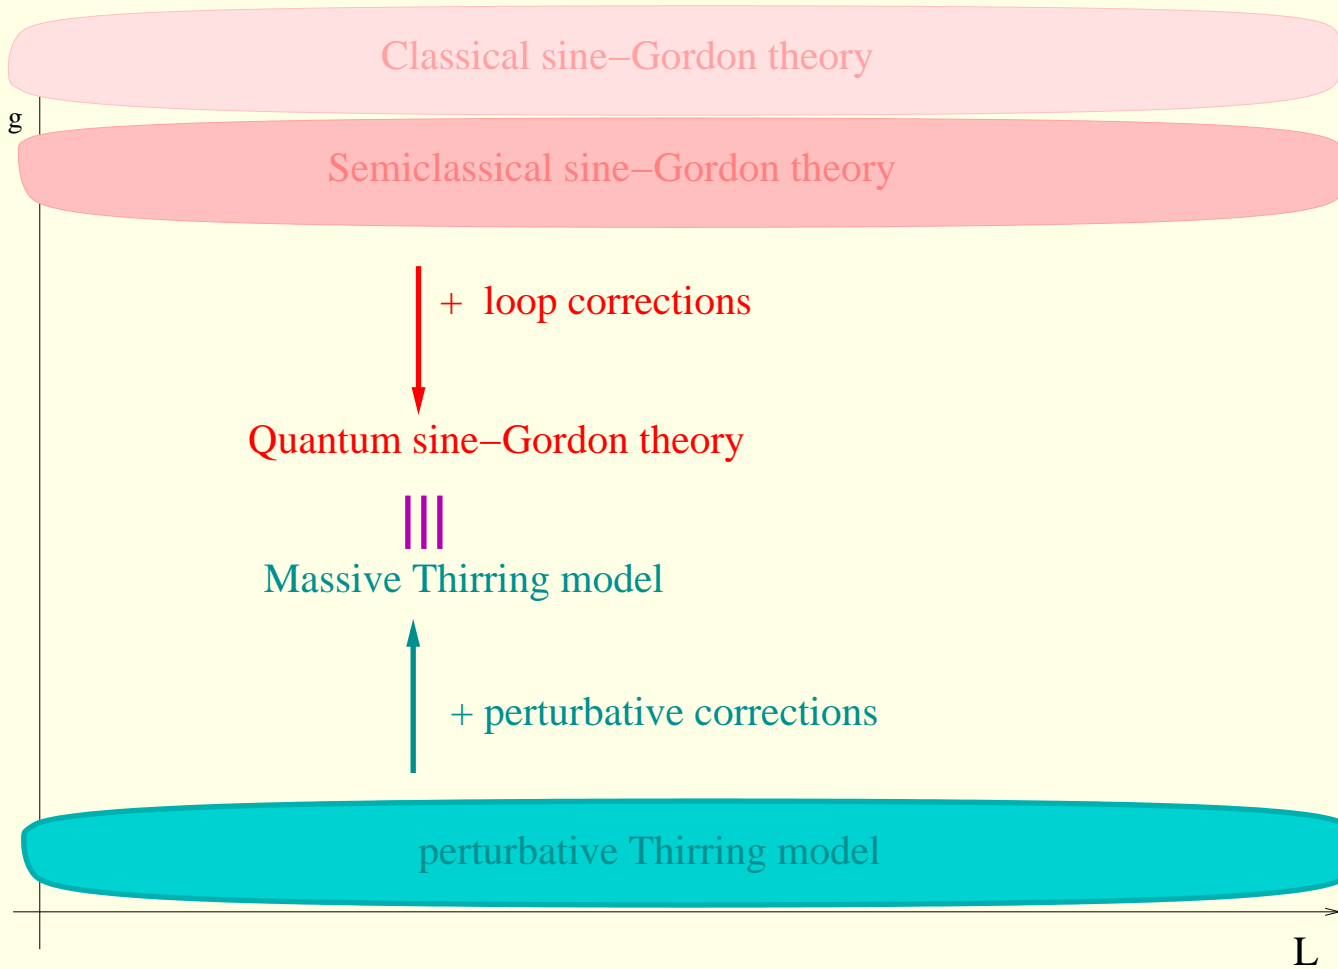 Classical sine−Gordon theory
g
Semiclassical sine−Gordon theory
+ loop corrections
Quantum sine−Gordon theory
Massive Thirring model
+ perturbative corrections
perturbative Thirring model
L